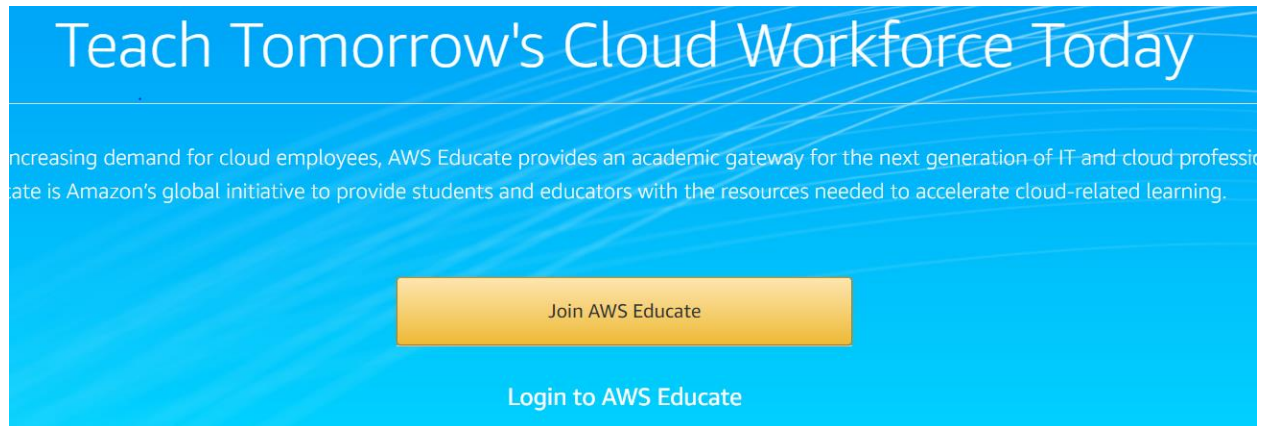 Teach Tomorrow's Cloud Workforce Today
ncreasing demand for cloud employees, AWS Educate provides an academic gateway for the next generation of IT and cloud professio
cate is Amazon's global initiative to provide students and educators with the resources needed to accelerate cloud-related learning.
Join AWS Educate
Login to AWS Educate